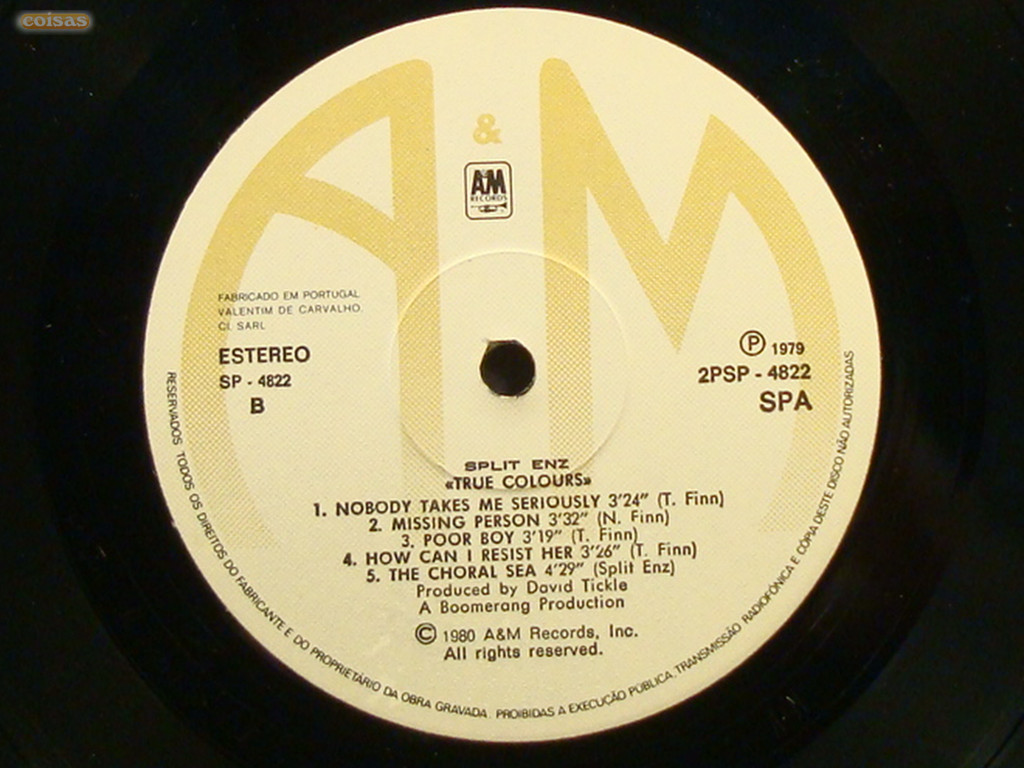 coisas
A & M
A&M
RECORDS
FABRICADO EM PORTUGAL
VALENTIM DE CARVALHO.
CI. SARL
ESTEREO
SP - 4822
B
Ⓟ 1979
2PSP - 4822
SPA
SPLIT ENZ
«TRUE COLOURS»
1. NOBODY TAKES ME SERIOUSLY 3'24" (T. Finn)
2. MISSING PERSON 3'32" (N. Finn)
3. POOR BOY 3'19" (T. Finn)
4. HOW CAN I RESIST HER 3'26" (T. Finn)
5. THE CHORAL SEA 4'29" (Split Enz)
Produced by David Tickle
A Boomerang Production
© 1980 A&M Records, Inc.
All rights reserved.
RESERVADOS TODOS OS DIREITOS DO FABRICANTE E DO PROPRIETÁRIO DA OBRA GRAVADA. PROIBIDAS A EXECUÇÃO PÚBLICA, TRANSMISSÃO RADIOFÓNICA E CÓPIA DESTE DISCO NÃO AUTORIZADAS